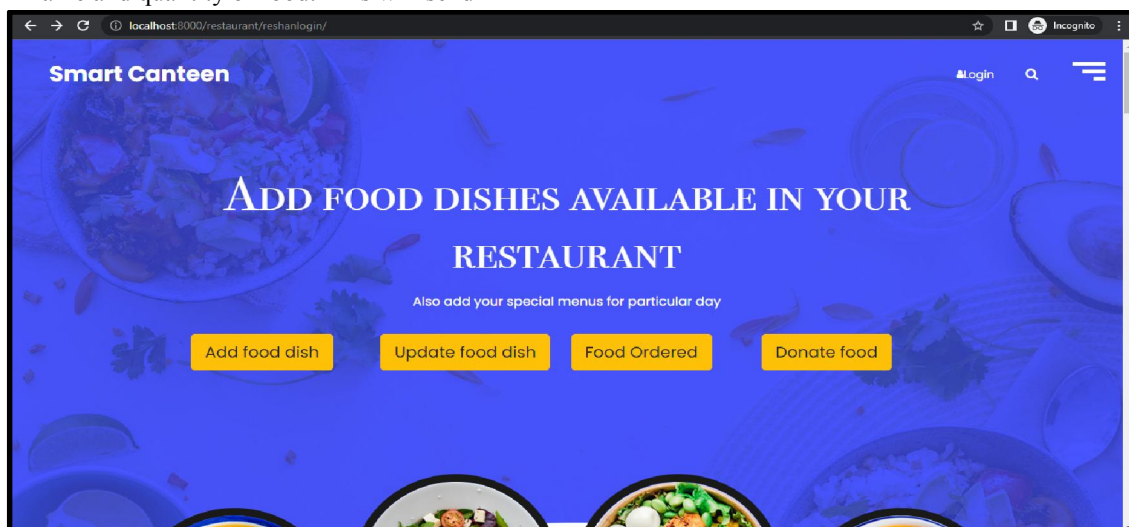 localhost:8000/restaurant/reshanlogin/
Incognito
Smart Canteen
Login
ADD FOOD DISHES AVAILABLE IN YOUR
RESTAURANT
Also add your special menus for particular day
Add food dish Update food dish Food Ordered Donate food